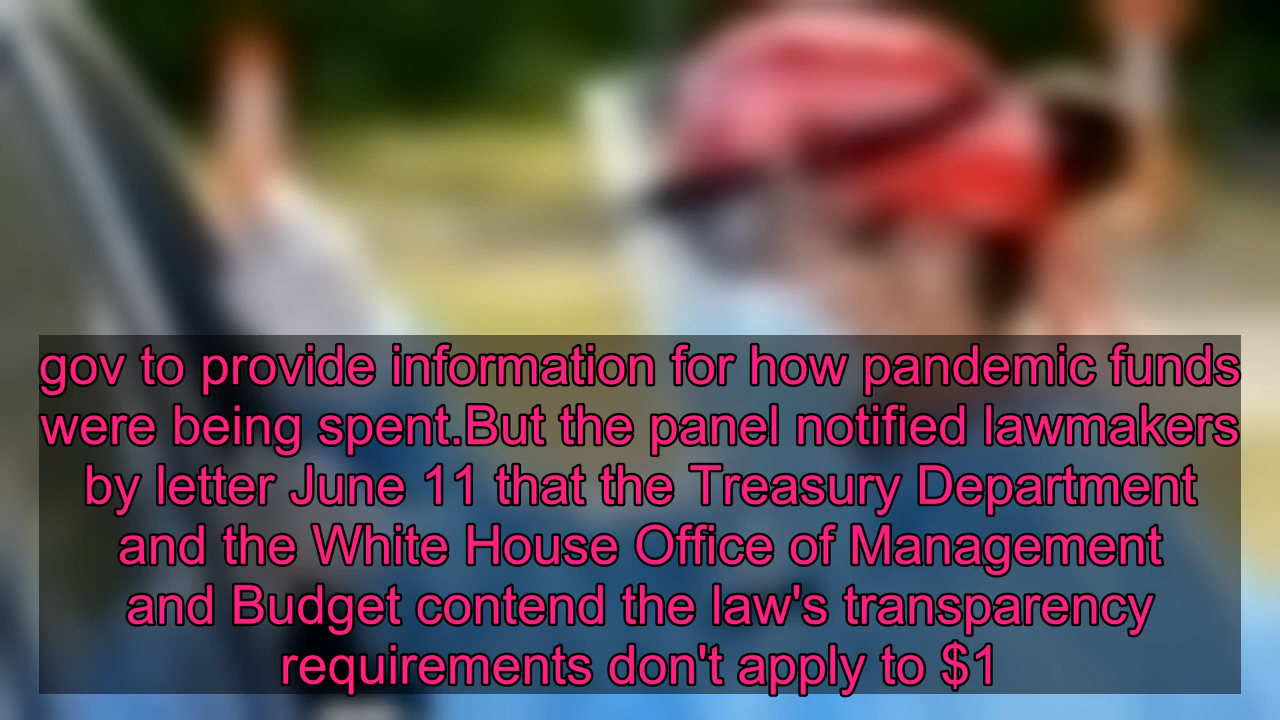 gov to provide information for how pandemic funds
were being spent.But the panel notified lawmakers
by letter June 11 that the Treasury Department
and the White House Office of Management
and Budget contend the law's transparency
requirements don't apply to $1